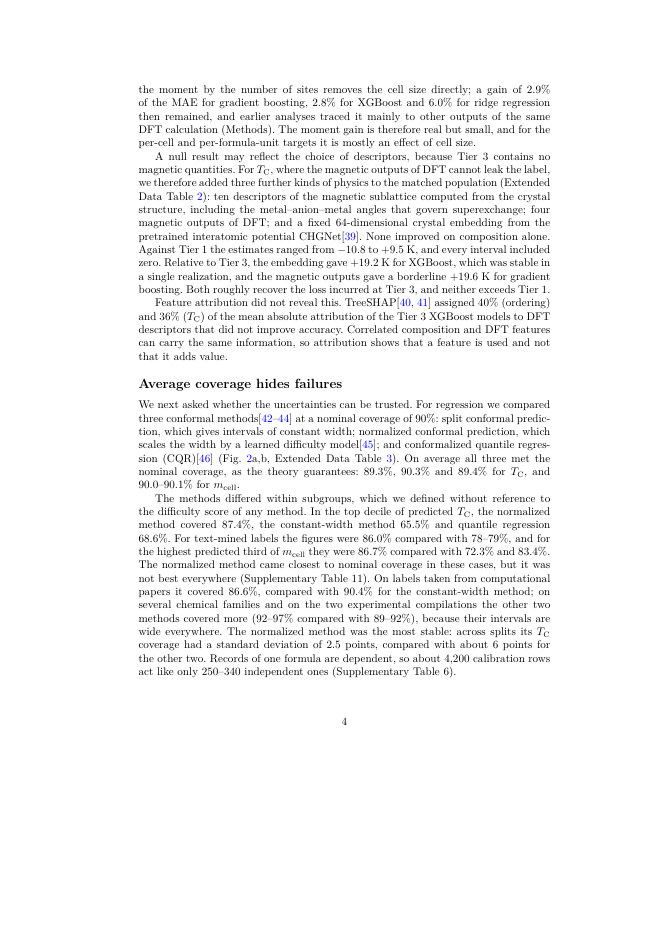 the moment by the number of sites removes the cell size directly; a gain of 2.9%
of the MAE for gradient boosting, 2.8% for XGBoost and 6.0% for ridge regression
then remained, and earlier analyses traced it mainly to other outputs of the same
DFT calculation (Methods). The moment gain is therefore real but small, and for the
per-cell and per-formula-unit targets it is mostly an effect of cell size.
A null result may reflect the choice of descriptors, because Tier 3 contains no
magnetic quantities. For T_C, where the magnetic outputs of DFT cannot leak the label,
we therefore added three further kinds of physics to the matched population (Extended
Data Table 2): ten descriptors of the magnetic sublattice computed from the crystal
structure, including the metal–anion–metal angles that govern superexchange; four
magnetic outputs of DFT; and a fixed 64-dimensional crystal embedding from the
pretrained interatomic potential CHGNet[39]. None improved on composition alone.
Against Tier 1 the estimates ranged from −10.8 to +9.5 K, and every interval included
zero. Relative to Tier 3, the embedding gave +19.2 K for XGBoost, which was stable in
a single realization, and the magnetic outputs gave a borderline +19.6 K for gradient
boosting. Both roughly recover the loss incurred at Tier 3, and neither exceeds Tier 1.
Feature attribution did not reveal this. TreeSHAP[40, 41] assigned 40% (ordering)
and 36% (T_C) of the mean absolute attribution of the Tier 3 XGBoost models to DFT
descriptors that did not improve accuracy. Correlated composition and DFT features
can carry the same information, so attribution shows that a feature is used and not
that it adds value.
Average coverage hides failures
We next asked whether the uncertainties can be trusted. For regression we compared
three conformal methods[42–44] at a nominal coverage of 90%: split conformal predic-
tion, which gives intervals of constant width; normalized conformal prediction, which
scales the width by a learned difficulty model[45]; and conformalized quantile regres-
sion (CQR)[46] (Fig. 2a,b, Extended Data Table 3). On average all three met the
nominal coverage, as the theory guarantees: 89.3%, 90.3% and 89.4% for T_C, and
90.0–90.1% for m_cell.
The methods differed within subgroups, which we defined without reference to
the difficulty score of any method. In the top decile of predicted T_C, the normalized
method covered 87.4%, the constant-width method 65.5% and quantile regression
68.6%. For text-mined labels the figures were 86.0% compared with 78–79%, and for
the highest predicted third of m_cell they were 86.7% compared with 72.3% and 83.4%.
The normalized method came closest to nominal coverage in these cases, but it was
not best everywhere (Supplementary Table 11). On labels taken from computational
papers it covered 86.6%, compared with 90.4% for the constant-width method; on
several chemical families and on the two experimental compilations the other two
methods covered more (92–97% compared with 89–92%), because their intervals are
wide everywhere. The normalized method was the most stable: across splits its T_C
coverage had a standard deviation of 2.5 points, compared with about 6 points for
the other two. Records of one formula are dependent, so about 4,200 calibration rows
act like only 250–340 independent ones (Supplementary Table 6).
4